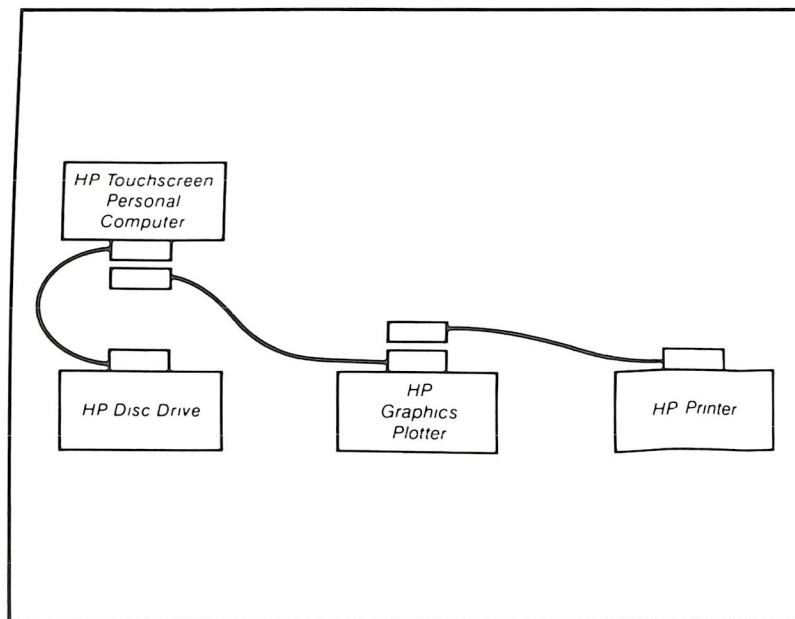 HP Touchscreen
Personal
Computer
HP Disc Drive
HP
Graphics
Plotter
HP Printer